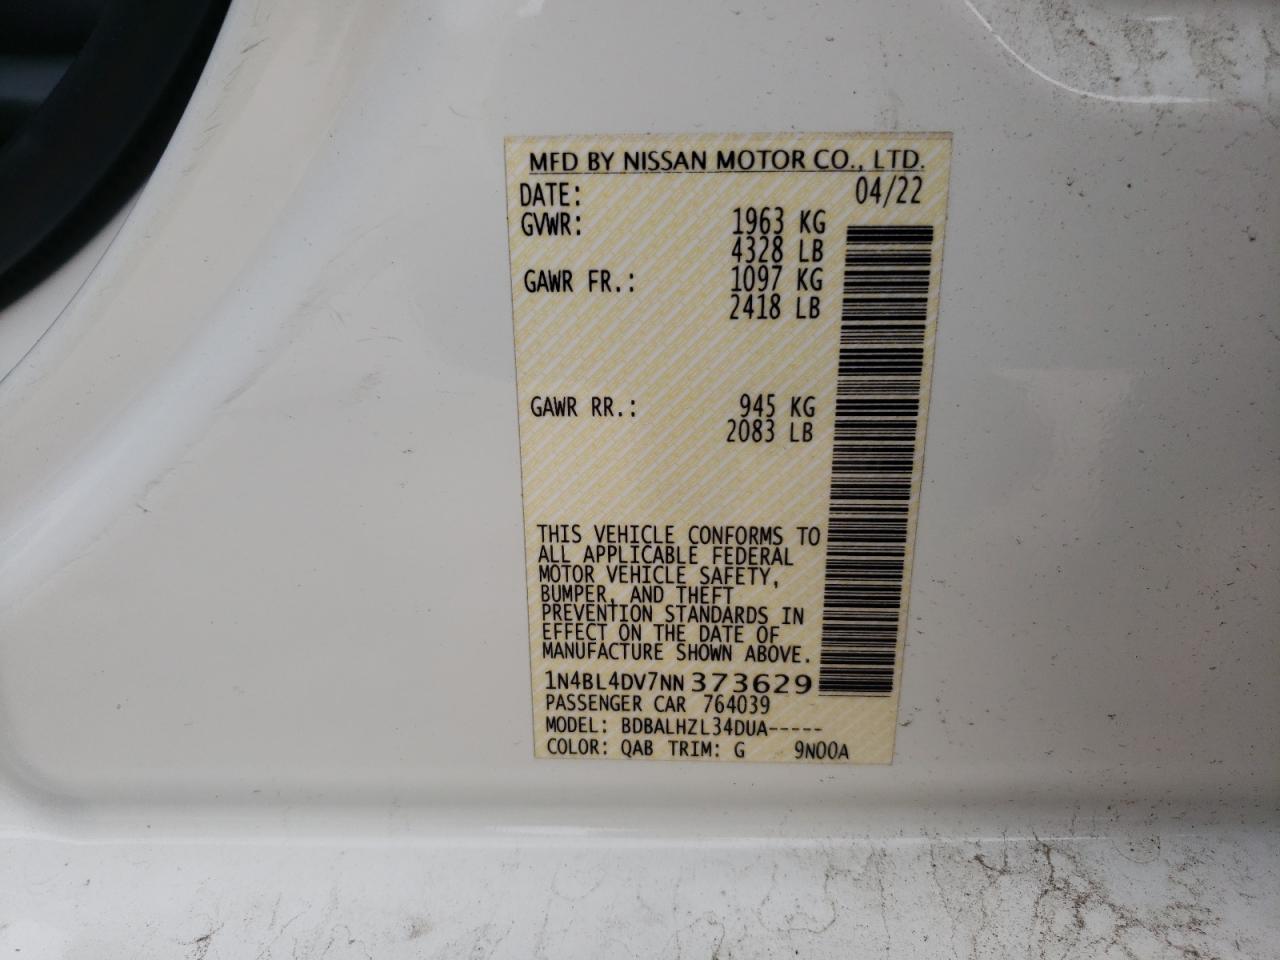 MFD BY NISSAN MOTOR CO., LTD.
DATE: 04/22
GVWR: 1963 KG
4328 LB
GAWR FR.: 1097 KG
2418 LB
GAWR RR.: 945 KG
2083 LB
THIS VEHICLE CONFORMS TO
ALL APPLICABLE FEDERAL
MOTOR VEHICLE SAFETY,
BUMPER, AND THEFT
PREVENTION STANDARDS IN
EFFECT ON THE DATE OF
MANUFACTURE SHOWN ABOVE.
1N4BL4DV7NN373629
PASSENGER CAR 764039
MODEL: BDBALHZL34DUA-----
COLOR: QAB TRIM: G 9N00A